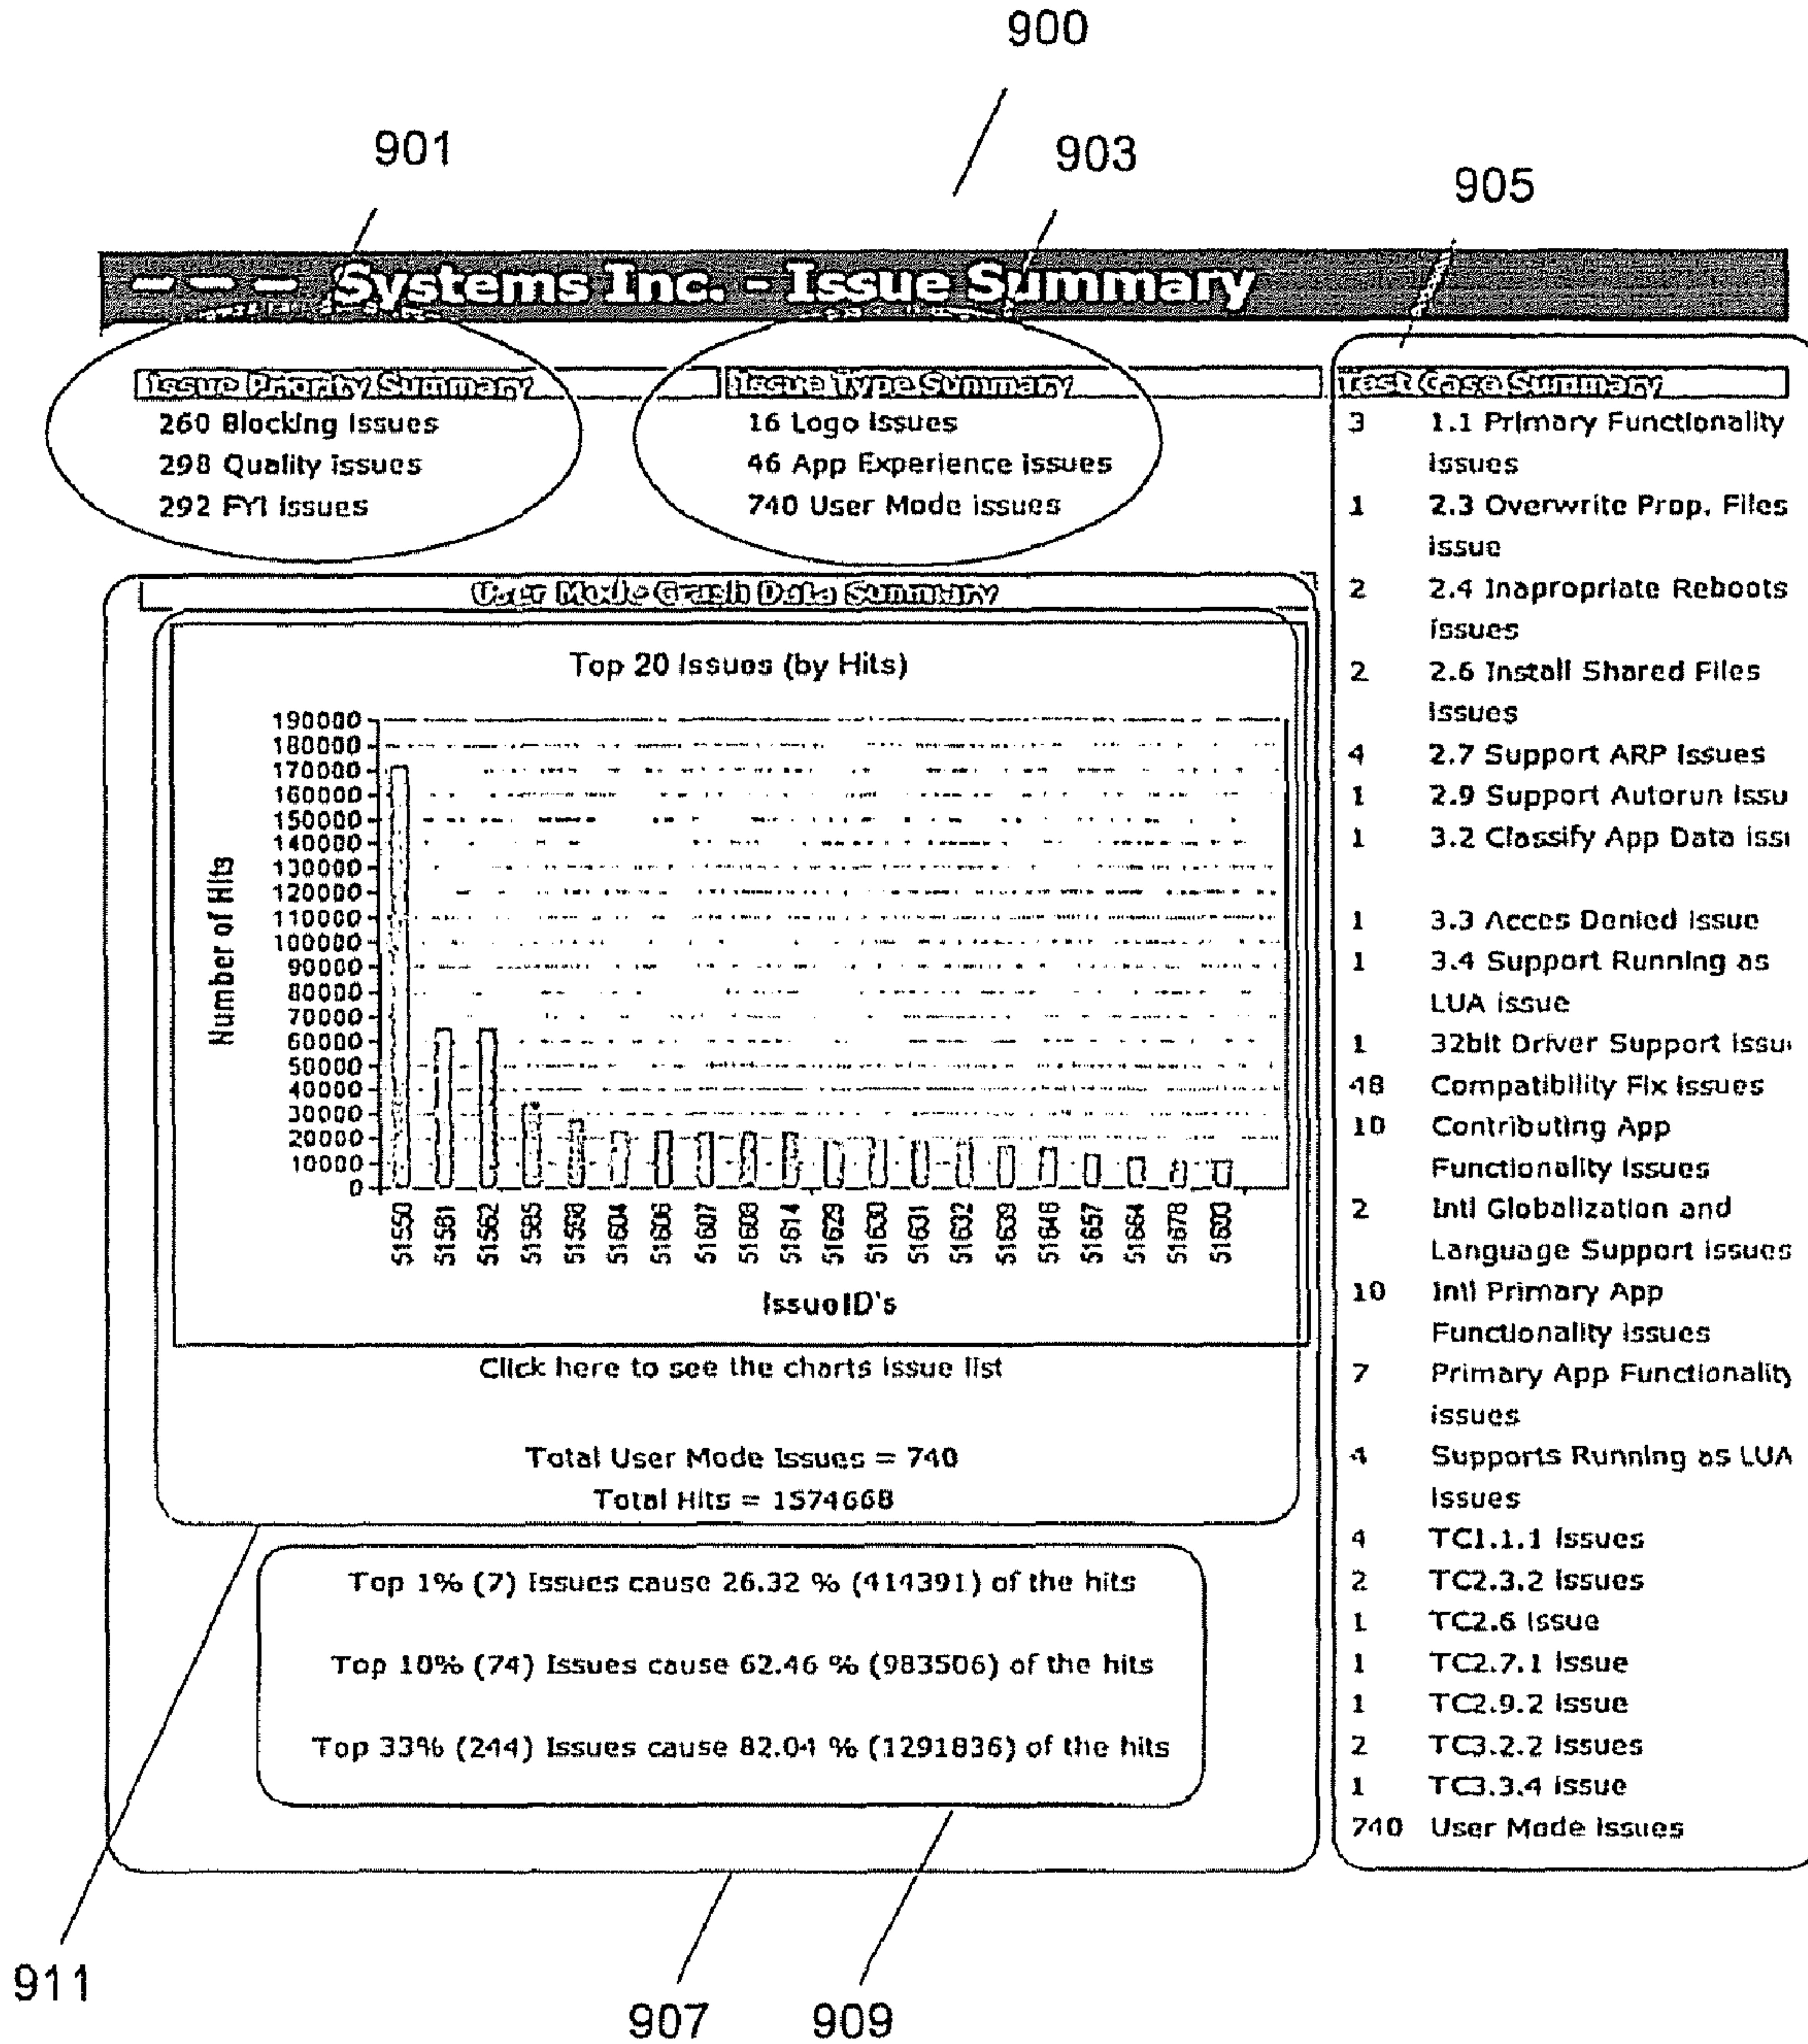 900
901
903
905
--- Systems Inc. - Issue Summary
Issue Priority Summary
260 Blocking issues
298 Quality issues
292 FYI issues
Issue Type Summary
16 Logo issues
46 App Experience issues
740 User Mode issues
Test Case Summary
3 1.1 Primary Functionality
issues
1 2.3 Overwrite Prop. Files
issue
2 2.4 Inapropriate Reboots
issues
2 2.6 Install Shared Files
issues
4 2.7 Support ARP issues
1 2.9 Support Autorun issu
1 3.2 Classify App Data iss
1 3.3 Acces Denied issue
1 3.4 Support Running as
LUA issue
1 32bit Driver Support issu
48 Compatibility Fix issues
10 Contributing App
Functionality issues
2 Intl Globalization and
Language Support issues
10 Intl Primary App
Functionality issues
7 Primary App Functionality
issues
4 Supports Running as LUA
issues
4 TC1.1.1 issues
2 TC2.3.2 issues
1 TC2.6 issue
1 TC2.7.1 issue
1 TC2.9.2 issue
2 TC3.2.2 issues
1 TC3.3.4 issue
740 User Mode issues
User Mode Crash Data Summary
Top 20 Issues (by Hits)
Number of Hits
190000
180000
170000
160000
150000
140000
130000
120000
110000
100000
90000
80000
70000
60000
50000
40000
30000
20000
10000
0
51550
51561
51562
51585
51598
51604
51606
51607
51608
51614
51629
51630
51631
51632
51639
51646
51657
51664
51678
IssueID's
Click here to see the charts issue list
Total User Mode Issues = 740
Total Hits = 1574668
Top 1% (7) Issues cause 26.32 % (414391) of the hits
Top 10% (74) Issues cause 62.46 % (983506) of the hits
Top 33% (244) Issues cause 82.04 % (1291836) of the hits
911
907
909